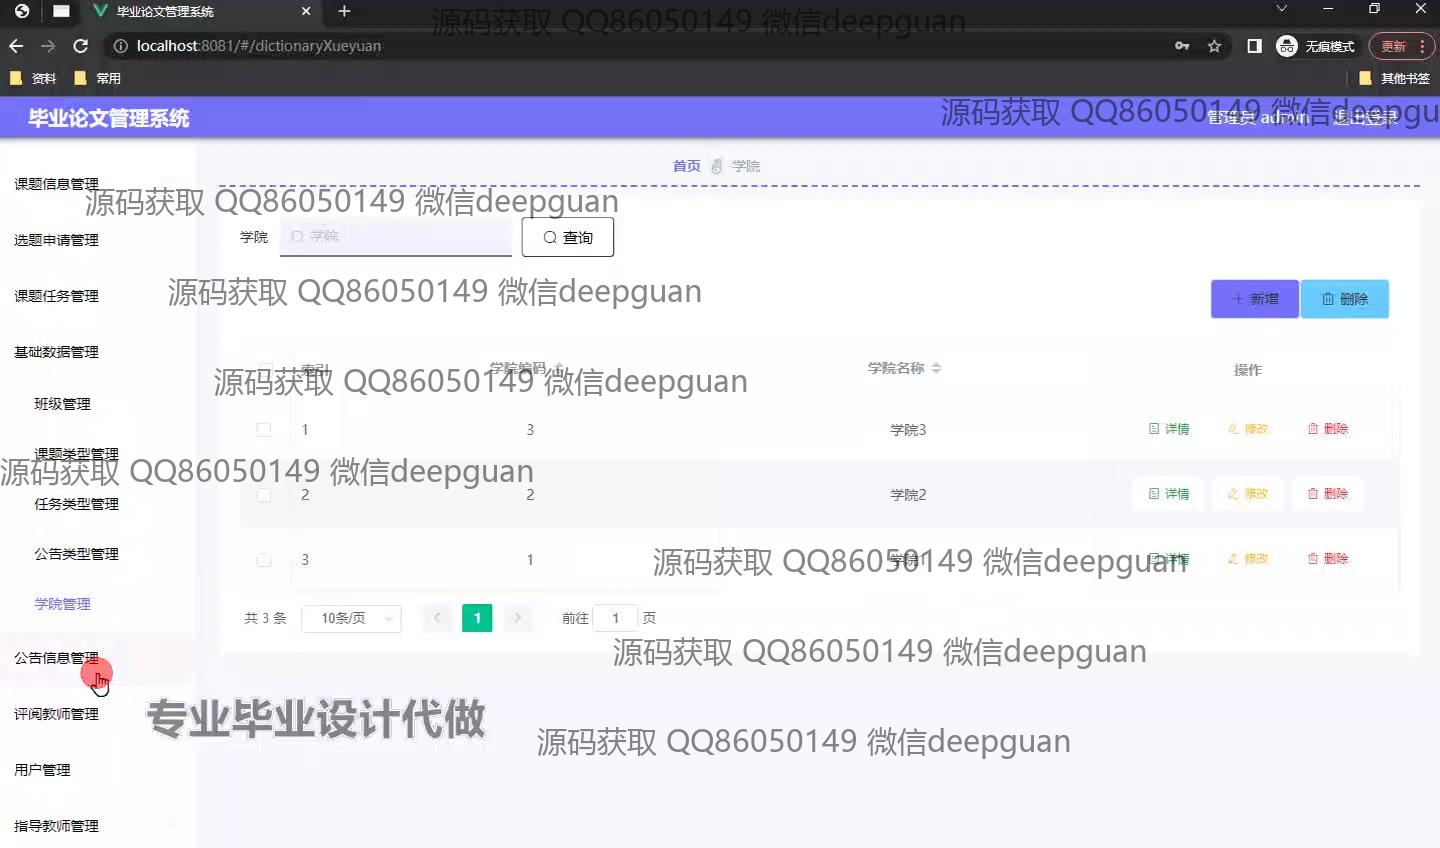 毕业论文管理系统
源码获取 QQ86050149 微信deepguan
localhost:8081/#/dictionaryXueyuan
无痕模式
更新
资料
常用
其他书签
毕业论文管理系统
源码获取 QQ86050149 微信deepgu
管理员 admin
退出登录
首页
学院
课题信息管理
源码获取 QQ86050149 微信deepguan
选题申请管理
学院
学院
查询
课题任务管理
源码获取 QQ86050149 微信deepguan
新增
删除
基础数据管理
索引
学院编码
学院名称
操作
源码获取 QQ86050149 微信deepguan
班级管理
1
3
学院3
详情
修改
删除
课题类型管理
源码获取 QQ86050149 微信deepguan
任务类型管理
2
2
学院2
详情
修改
删除
公告类型管理
3
1
学院1
详情
修改
删除
源码获取 QQ86050149 微信deepguan
学院管理
共 3 条
10条/页
1
前往
1
页
公告信息管理
源码获取 QQ86050149 微信deepguan
评阅教师管理
专业毕业设计代做
源码获取 QQ86050149 微信deepguan
用户管理
指导教师管理